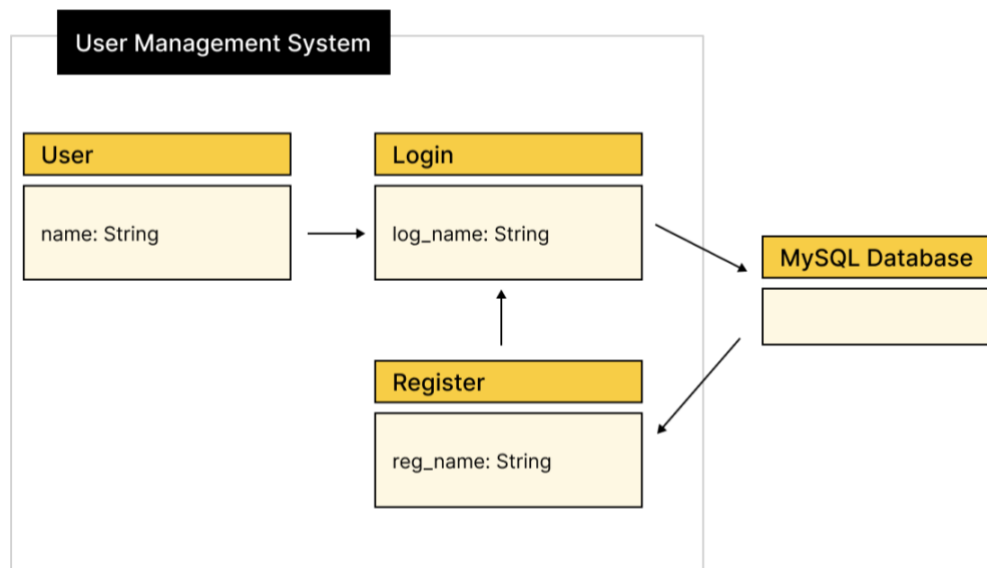 User Management System
User
name: String
Login
log_name: String
MySQL Database
Register
reg_name: String